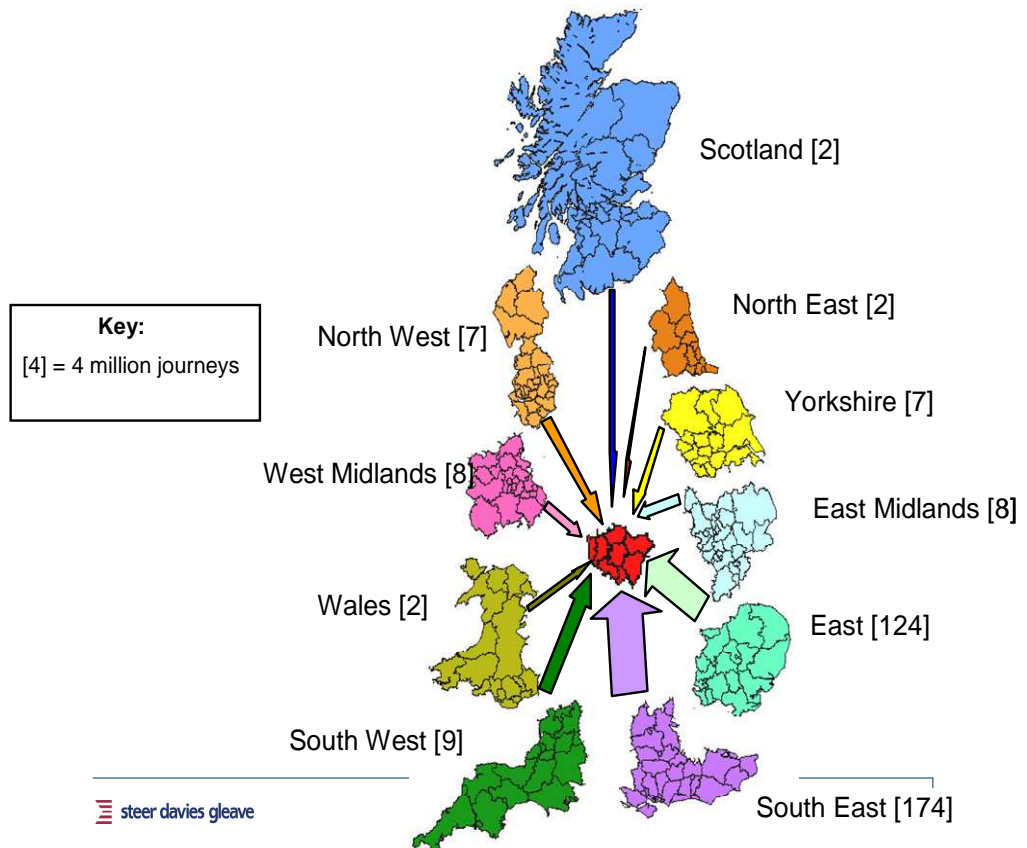 Scotland [2]
North East [2]
Key:
[4] = 4 million journeys
North West [7]
Yorkshire [7]
West Midlands [8]
East Midlands [8]
Wales [2]
East [124]
South West [9]
South East [174]
steer davies gleave